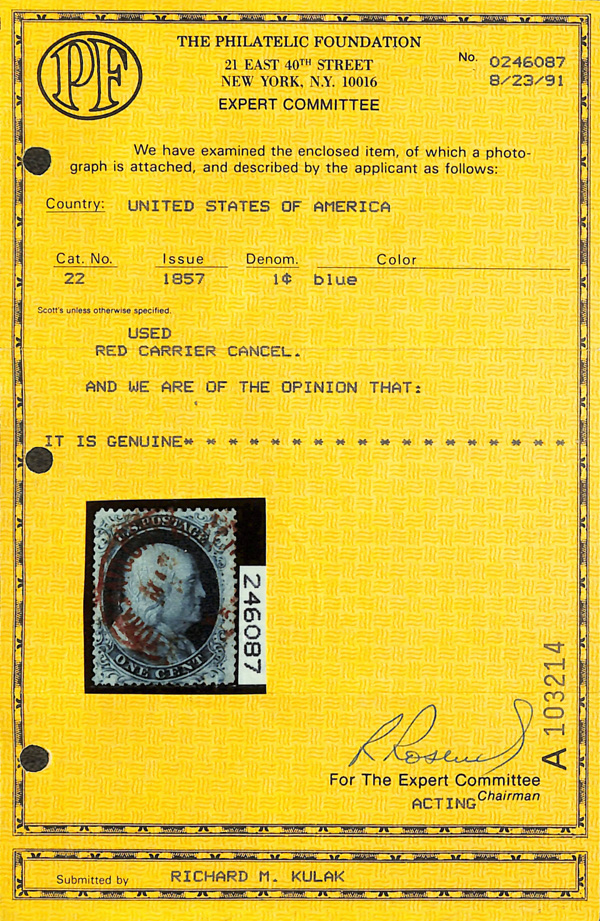 PF
THE PHILATELIC FOUNDATION
21 EAST 40TH STREET
NEW YORK, N.Y. 10016
EXPERT COMMITTEE
No. 0246087
8/23/91
We have examined the enclosed item, of which a photo-
graph is attached, and described by the applicant as follows:
Country: UNITED STATES OF AMERICA
Cat. No. Issue Denom. Color
22 1857 1¢ blue
Scott's unless otherwise specified.
USED
RED CARRIER CANCEL.
AND WE ARE OF THE OPINION THAT:
IT IS GENUINE* * * * * * * * * * * * * * * * * * *
U.S. POSTAGE
ONE CENT
246087
A 103214
For The Expert Committee
ACTING Chairman
Submitted by RICHARD M. KULAK